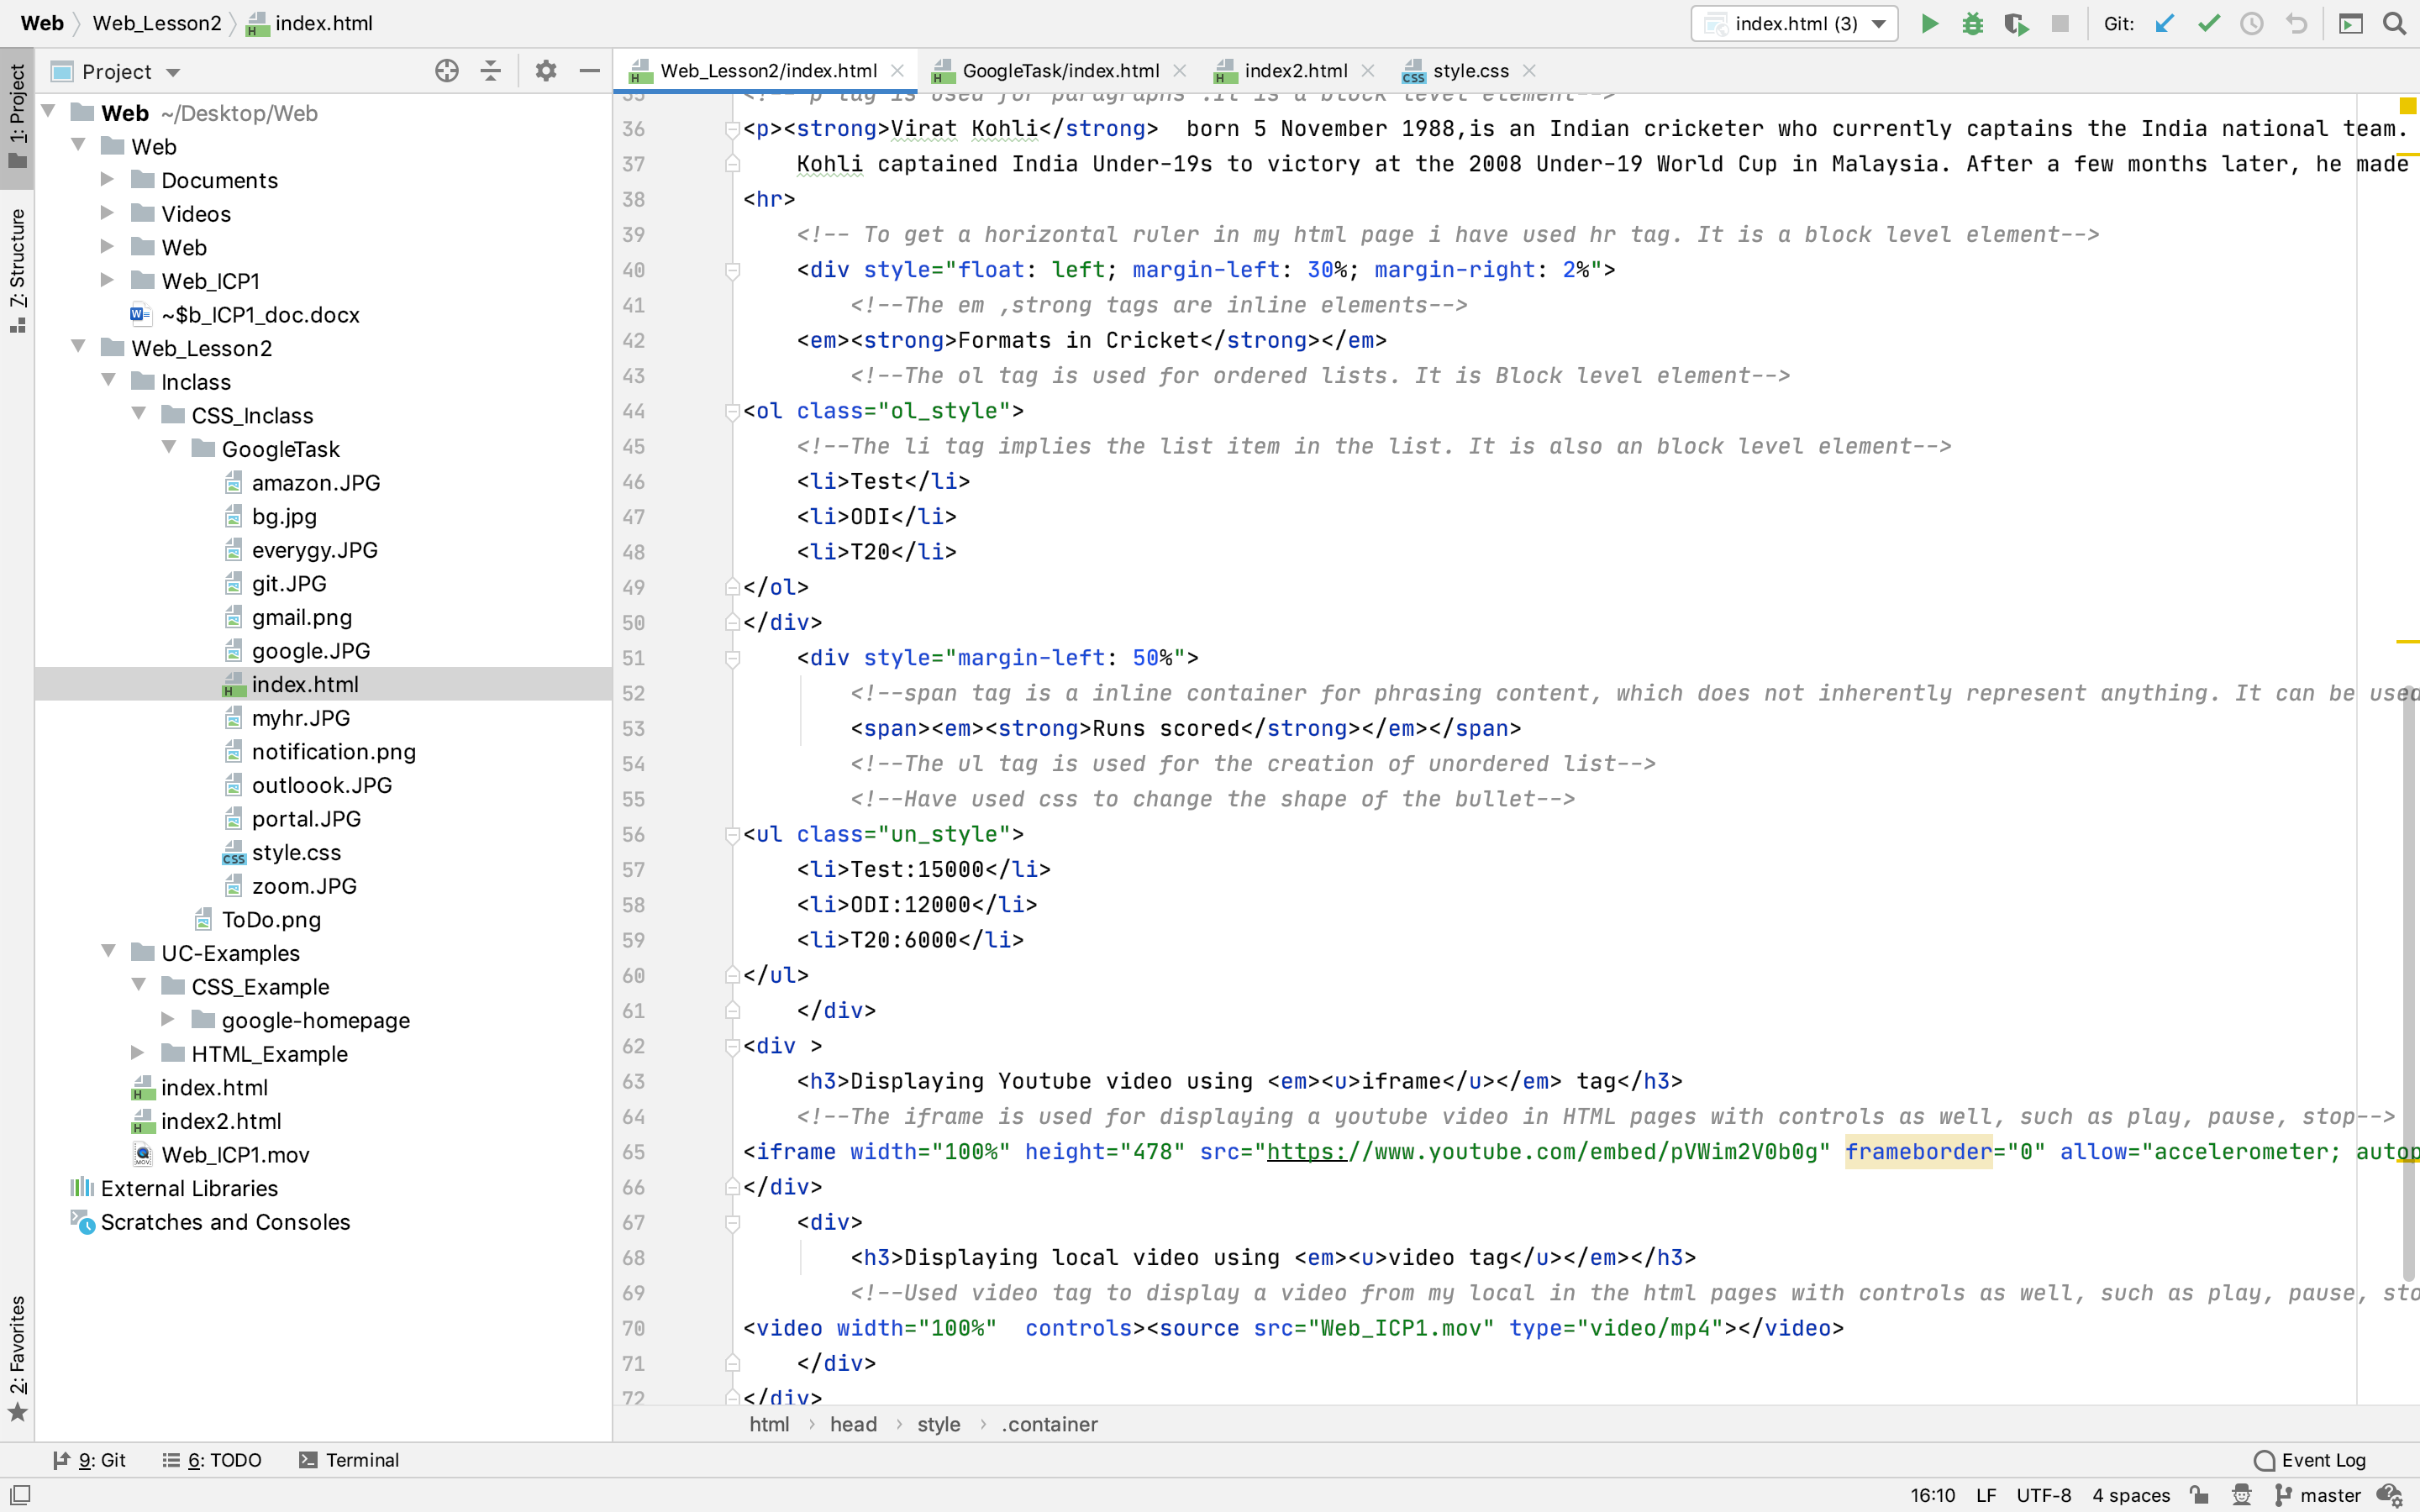 Web Web_Lesson2 index.html
index.html (3) Git:
1: Project
7: Structure
2: Favorites
Project
Web ~/Desktop/Web
Web
Documents
Videos
Web
Web_ICP1
~$b_ICP1_doc.docx
Web_Lesson2
Inclass
CSS_Inclass
GoogleTask
amazon.JPG
bg.jpg
everygy.JPG
git.JPG
gmail.png
google.JPG
index.html
myhr.JPG
notification.png
outloook.JPG
portal.JPG
style.css
zoom.JPG
ToDo.png
UC-Examples
CSS_Example
google-homepage
HTML_Example
index.html
index2.html
Web_ICP1.mov
External Libraries
Scratches and Consoles
Web_Lesson2/index.html GoogleTask/index.html index2.html style.css
35 <!-- p tag is used for paragraphs .it is a block level element-->
36 <p><strong>Virat Kohli</strong>  born 5 November 1988,is an Indian cricketer who currently captains the India national team.
37 Kohli captained India Under-19s to victory at the 2008 Under-19 World Cup in Malaysia. After a few months later, he made
38 <hr>
39 <!-- To get a horizontal ruler in my html page i have used hr tag. It is a block level element-->
40 <div style="float: left; margin-left: 30%; margin-right: 2%">
41 <!--The em ,strong tags are inline elements-->
42 <em><strong>Formats in Cricket</strong></em>
43 <!--The ol tag is used for ordered lists. It is Block level element-->
44 <ol class="ol_style">
45 <!--The li tag implies the list item in the list. It is also an block level element-->
46 <li>Test</li>
47 <li>ODI</li>
48 <li>T20</li>
49 </ol>
50 </div>
51 <div style="margin-left: 50%">
52 <!--span tag is a inline container for phrasing content, which does not inherently represent anything. It can be used
53 <span><em><strong>Runs scored</strong></em></span>
54 <!--The ul tag is used for the creation of unordered list-->
55 <!--Have used css to change the shape of the bullet-->
56 <ul class="un_style">
57 <li>Test:15000</li>
58 <li>ODI:12000</li>
59 <li>T20:6000</li>
60 </ul>
61 </div>
62 <div >
63 <h3>Displaying Youtube video using <em><u>iframe</u></em> tag</h3>
64 <!--The iframe is used for displaying a youtube video in HTML pages with controls as well, such as play, pause, stop-->
65 <iframe width="100%" height="478" src="https://www.youtube.com/embed/pVWim2V0b0g" frameborder="0" allow="accelerometer; autop
66 </div>
67 <div>
68 <h3>Displaying local video using <em><u>video tag</u></em></h3>
69 <!--Used video tag to display a video from my local in the html pages with controls as well, such as play, pause, sto
70 <video width="100%"  controls><source src="Web_ICP1.mov" type="video/mp4"></video>
71 </div>
72 </div>
html head style .container
9: Git 6: TODO Terminal Event Log
16:10 LF UTF-8 4 spaces master